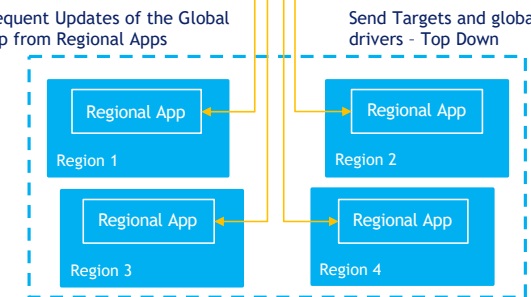 equent Updates of the Global
p from Regional Apps
Send Targets and globa
drivers – Top Down
Regional App
Region 1
Regional App
Region 2
Regional App
Region 3
Regional App
Region 4